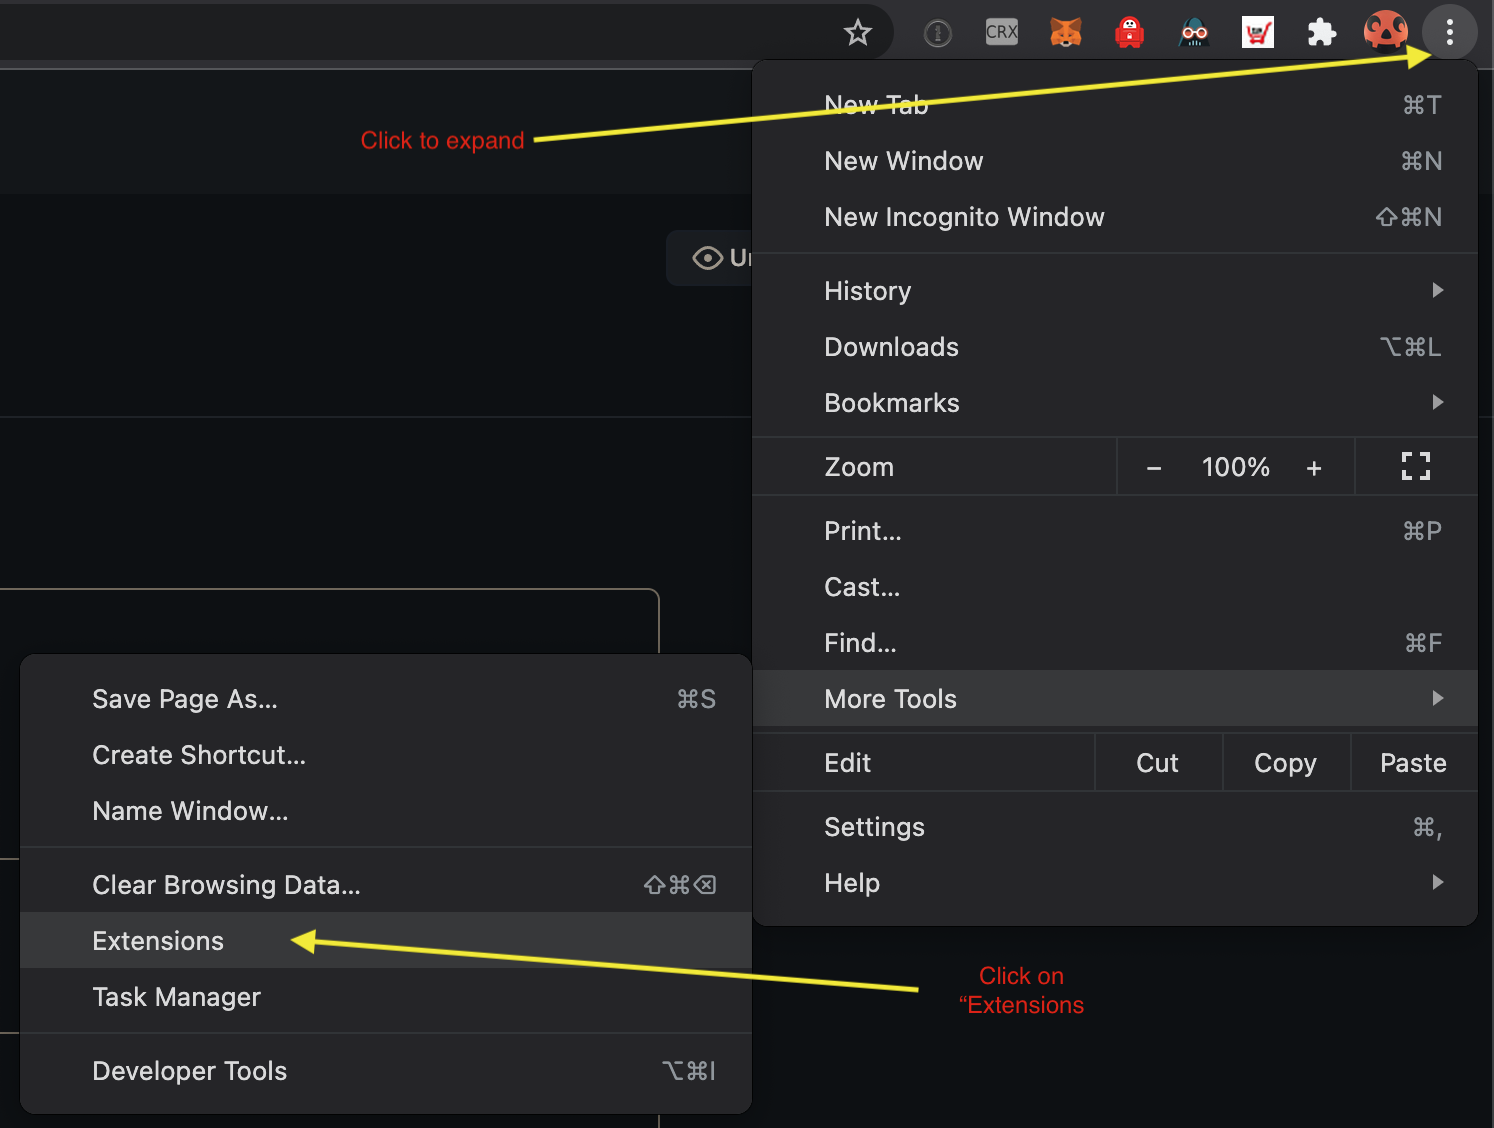 CRX
New Tab ⌘T
Click to expand
New Window ⌘N
New Incognito Window ⇧⌘N
Ur
History
Downloads ⌥⌘L
Bookmarks
Zoom – 100% +
Print... ⌘P
Cast...
Find... ⌘F
More Tools
Edit Cut Copy Paste
Settings ⌘,
Help
Save Page As... ⌘S
Create Shortcut...
Name Window...
Clear Browsing Data... ⇧⌘⌫
Extensions
Task Manager
Developer Tools ⌥⌘I
Click on
“Extensions